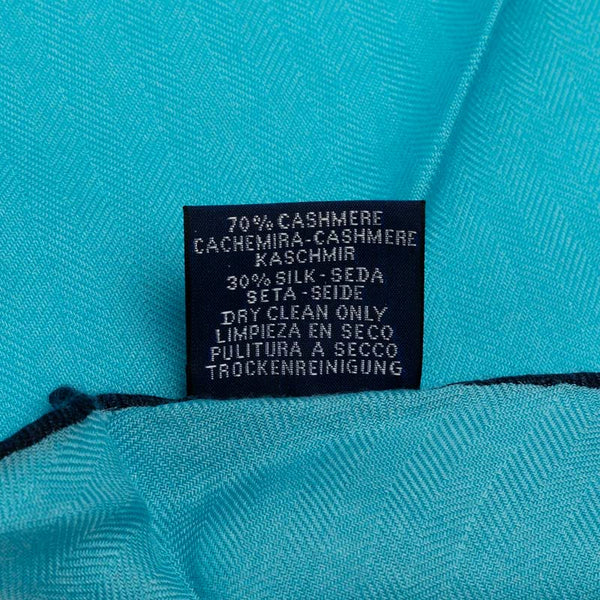 70% CASHMERE
CACHEMIRA-CASHMERE
KASCHMIR
30% SILK-SEDA
SETA-SEIDE
DRY CLEAN ONLY
LIMPIEZA EN SECO
PULITURA A SECCO
TROCKENREINIGUNG